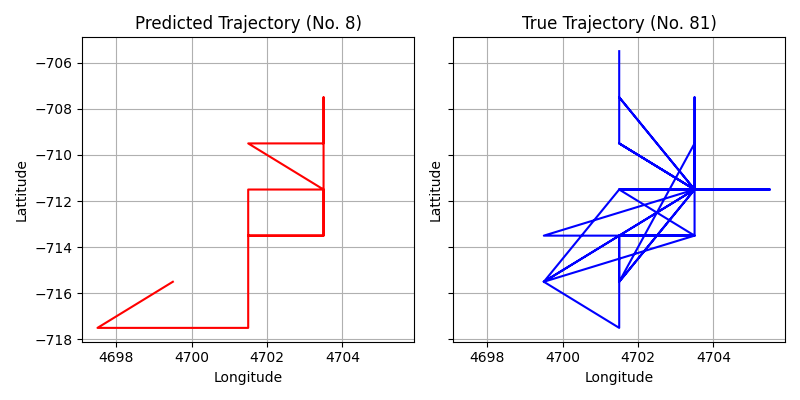 Predicted Trajectory (No. 8)
True Trajectory (No. 81)
Lattitude
−706
−708
−710
−712
−714
−716
−718
4698
4700
4702
4704
Longitude
Lattitude
4698
4700
4702
4704
Longitude